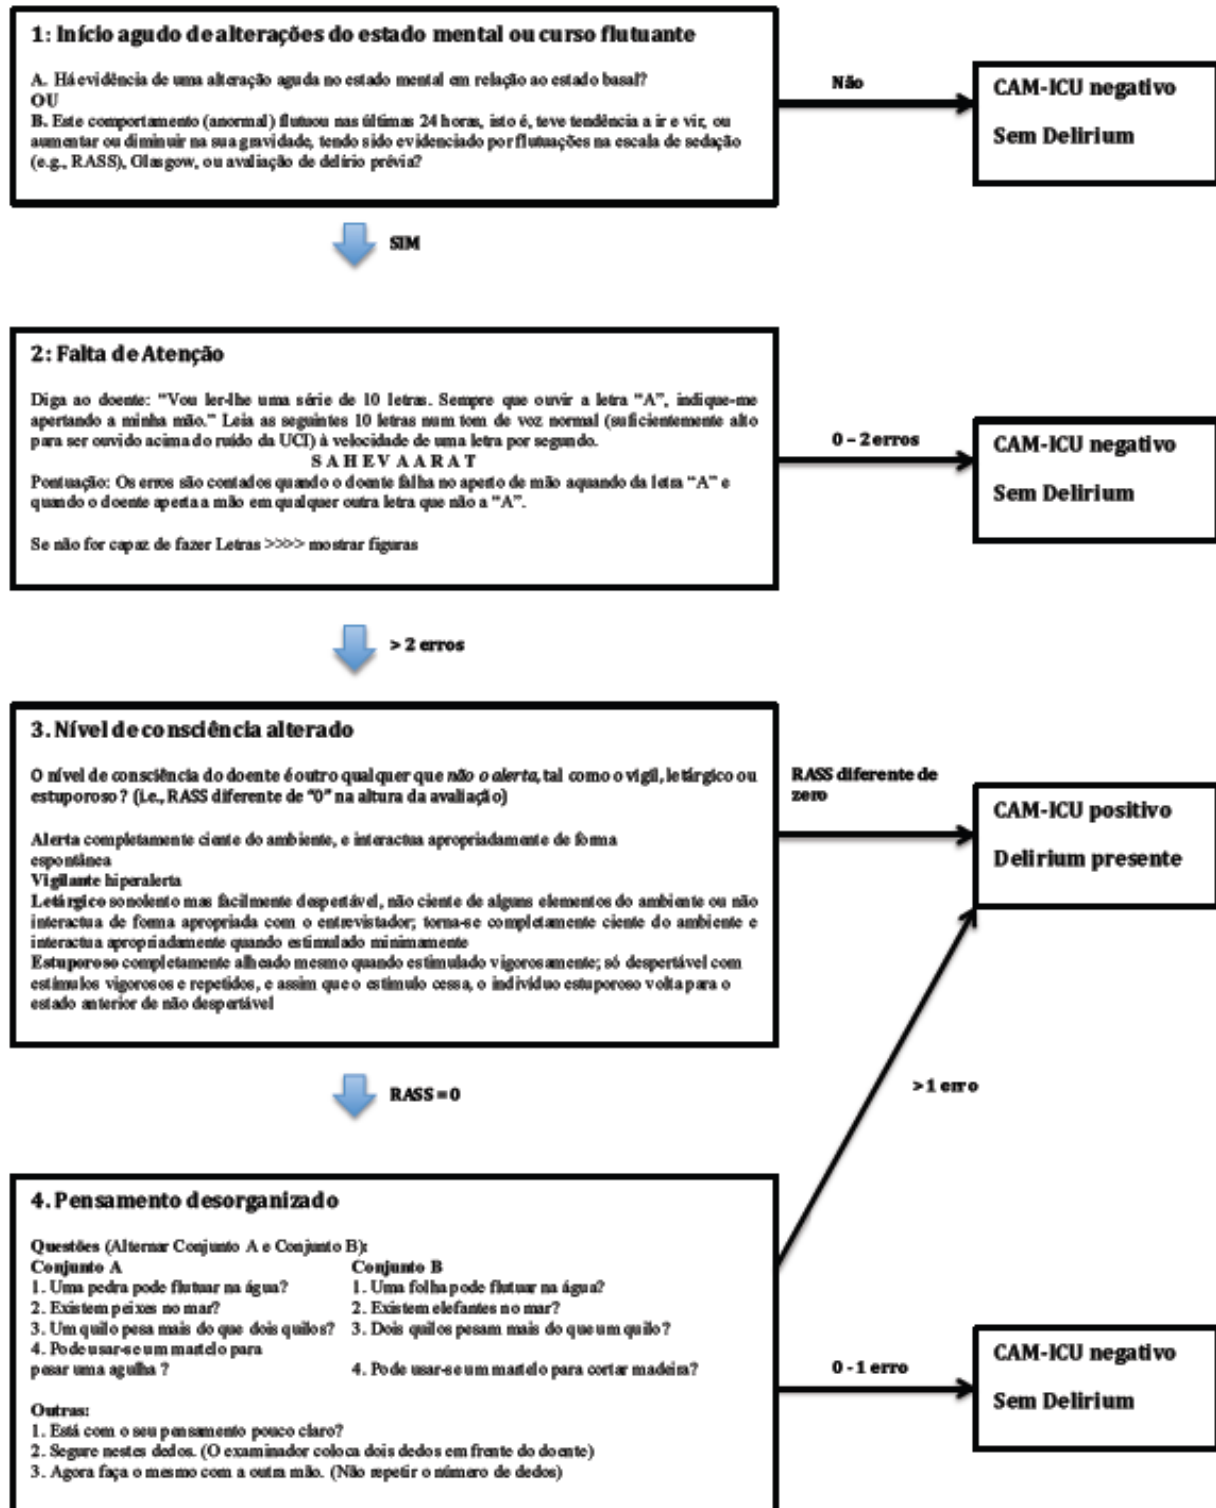 1: Início agudo de alterações do estado mental ou curso flutuante
A. Há evidência de uma alteração aguda no estado mental em relação ao estado basal?
OU
B. Este comportamento (anormal) flutuou nas últimas 24 horas, isto é, teve tendência a ir e vir, ou
aumentar ou diminuir na sua gravidade, tendo sido evidenciado por flutuações na escala de sedação
(e.g., RASS), Glasgow, ou avaliação de delírio prévia?
Não
CAM-ICU negativo
Sem Delirium
SIM
2: Falta de Atenção
Diga ao doente: “Vou ler-lhe uma série de 10 letras. Sempre que ouvir a letra “A”, indique-me
apertando a minha mão.” Leia as seguintes 10 letras num tom de voz normal (suficientemente alto
para ser ouvido acima do ruído da UCI) à velocidade de uma letra por segundo.
S A H E V A A R A T
Pontuação: Os erros são contados quando o doente falha no aperto de mão aquando da letra “A” e
quando o doente aperta a mão em qualquer outra letra que não a “A”.
Se não for capaz de fazer Letras >>>> mostrar figuras
0 – 2 erros
CAM-ICU negativo
Sem Delirium
> 2 erros
3. Nível de consciência alterado
O nível de consciência do doente é outro qualquer que não o alerta, tal como o vigil, letárgico ou
estuporoso? (i.e., RASS diferente de “0” na altura da avaliação)
Alerta completamente ciente do ambiente, e interactua apropriadamente de forma
espontânea
Vigilante hiperalerta
Letárgico sonolento mas facilmente despertável, não ciente de alguns elementos do ambiente ou não
interactua de forma apropriada com o entrevistador; torna-se completamente ciente do ambiente e
interactua apropriadamente quando estimulado minimamente
Estuporoso completamente alheado mesmo quando estimulado vigorosamente; só despertável com
estímulos vigorosos e repetidos, e assim que o estímulo cessa, o indivíduo estuporoso volta para o
estado anterior de não despertável
RASS diferente de
zero
CAM-ICU positivo
Delirium presente
RASS = 0
> 1 erro
4. Pensamento desorganizado
Questões (Alternar Conjunto A e Conjunto B):
Conjunto A
1. Uma pedra pode flutuar na água?
2. Existem peixes no mar?
3. Um quilo pesa mais do que dois quilos?
4. Pode usar-se um martelo para
pesar uma agulha ?
Conjunto B
1. Uma folha pode flutuar na água?
2. Existem elefantes no mar?
3. Dois quilos pesam mais do que um quilo?
4. Pode usar-se um martelo para cortar madeira?
Outras:
1. Está com o seu pensamento pouco claro?
2. Segure nestes dedos. (O examinador coloca dois dedos em frente do doente)
3. Agora faça o mesmo com a outra mão. (Não repetir o número de dedos)
0 - 1 erro
CAM-ICU negativo
Sem Delirium